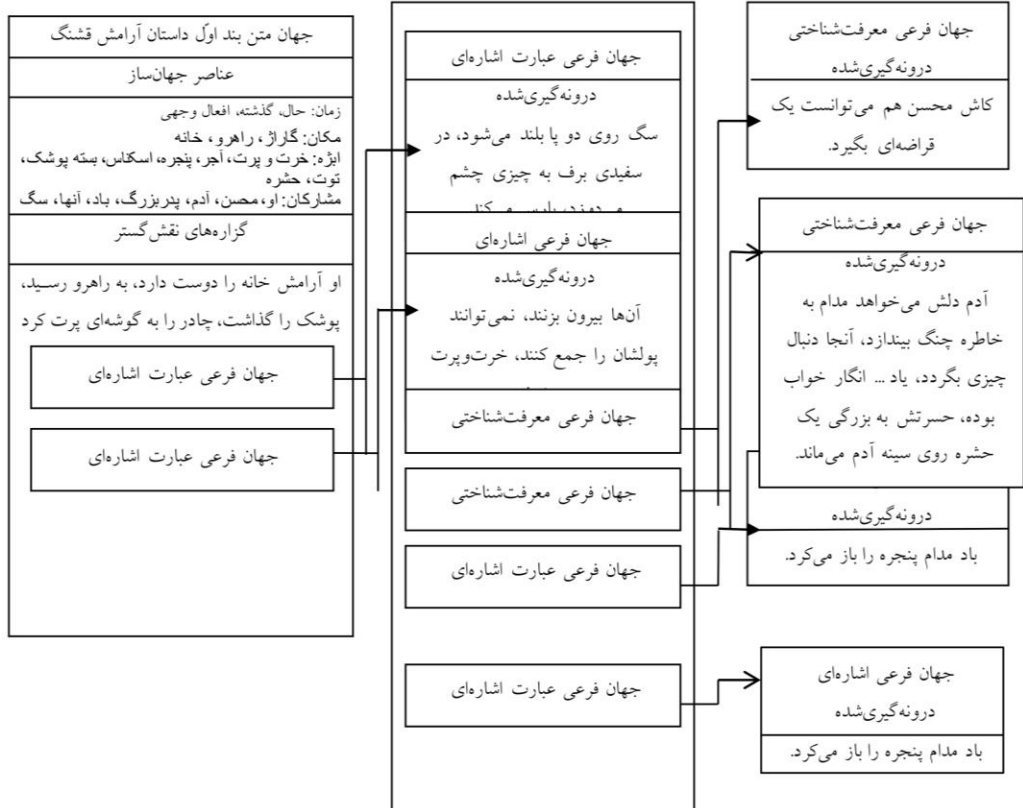 جهان متن بند اوّل داستان آرامش قشنگ
عناصر جهان‌ساز
زمان: حال، گذشته، افعال وجهی
مکان: گاراژ، راهرو، خانه
ابژه: خرت و پرت، آجر، پنجره، اسکناس، بسته پوشک،
توت، حشره
مشارکان: او، محسن، آدم، پدربزرگ، باد، آنها، سگ
گزاره‌های نقش‌گستر
او آرامش خانه را دوست دارد، به راهرو رسـید،
پوشک را گذاشت، چادر را به گوشه‌ای پرت کرد
جهان فرعی عبارت اشاره‌ای
جهان فرعی عبارت اشاره‌ای
جهان فرعی عبارت اشاره‌ای
درونه‌گیری‌شده
سگ روی دو پا بلند می‌شود، در
سفیدی برف به چیزی چشم
می‌دوزد، پارس می‌کند
جهان فرعی اشاره‌ای
درونه‌گیری‌شده
آن‌ها بیرون بزنند، نمی‌توانند
پولشان را جمع کنند، خرت‌وپرت
جهان فرعی معرفت‌شناختی
جهان فرعی معرفت‌شناختی
جهان فرعی عبارت اشاره‌ای
جهان فرعی عبارت اشاره‌ای
جهان فرعی معرفت‌شناختی
درونه‌گیری‌شده
کاش محسن هم می‌توانست یک
قراضه‌ای بگیرد.
جهان فرعی معرفت‌شناختی
درونه‌گیری‌شده
آدم دلش می‌خواهد مدام به
خاطره چنگ بیندازد، آنجا دنبال
چیزی بگردد، یاد ... انگار خواب
بوده، حسرتش به بزرگی یک
حشره روی سینه آدم می‌ماند.
درونه‌گیری‌شده
باد مدام پنجره را باز می‌کرد.
جهان فرعی اشاره‌ای
درونه‌گیری‌شده
باد مدام پنجره را باز می‌کرد.